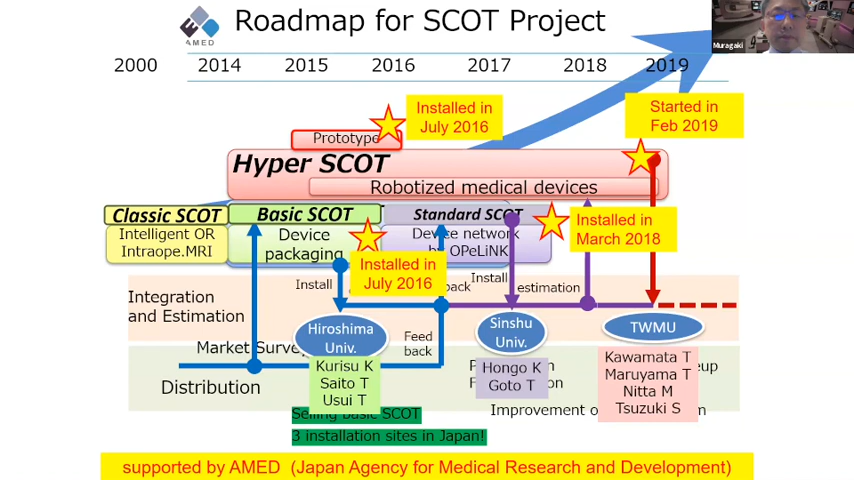 AMED
Roadmap for SCOT Project
Muragaki
2000 2014 2015 2016 2017 2018 2019
Installed in
July 2016
Started in
Feb 2019
Prototype
Hyper SCOT
Robotized medical devices
Classic SCOT
Basic SCOT
Standard SCOT
Intelligent OR
Intraope.MRI
Device
packaging
Device network
by OPeLiNK
Installed in
March 2018
Installed in
July 2016
Install
back
Install
estimation
Integration
and Estimation
Hiroshima
Univ.
Sinshu
Univ.
TWMU
Market Survey
Feed
back
Distribution
Kurisu K
Saito T
Usui T
Hongo K
Goto T
Kawamata T
Maruyama T
Nitta M
Tsuzuki S
Selling basic SCOT
3 installation sites in Japan!
Improvement
supported by AMED (Japan Agency for Medical Research and Development)